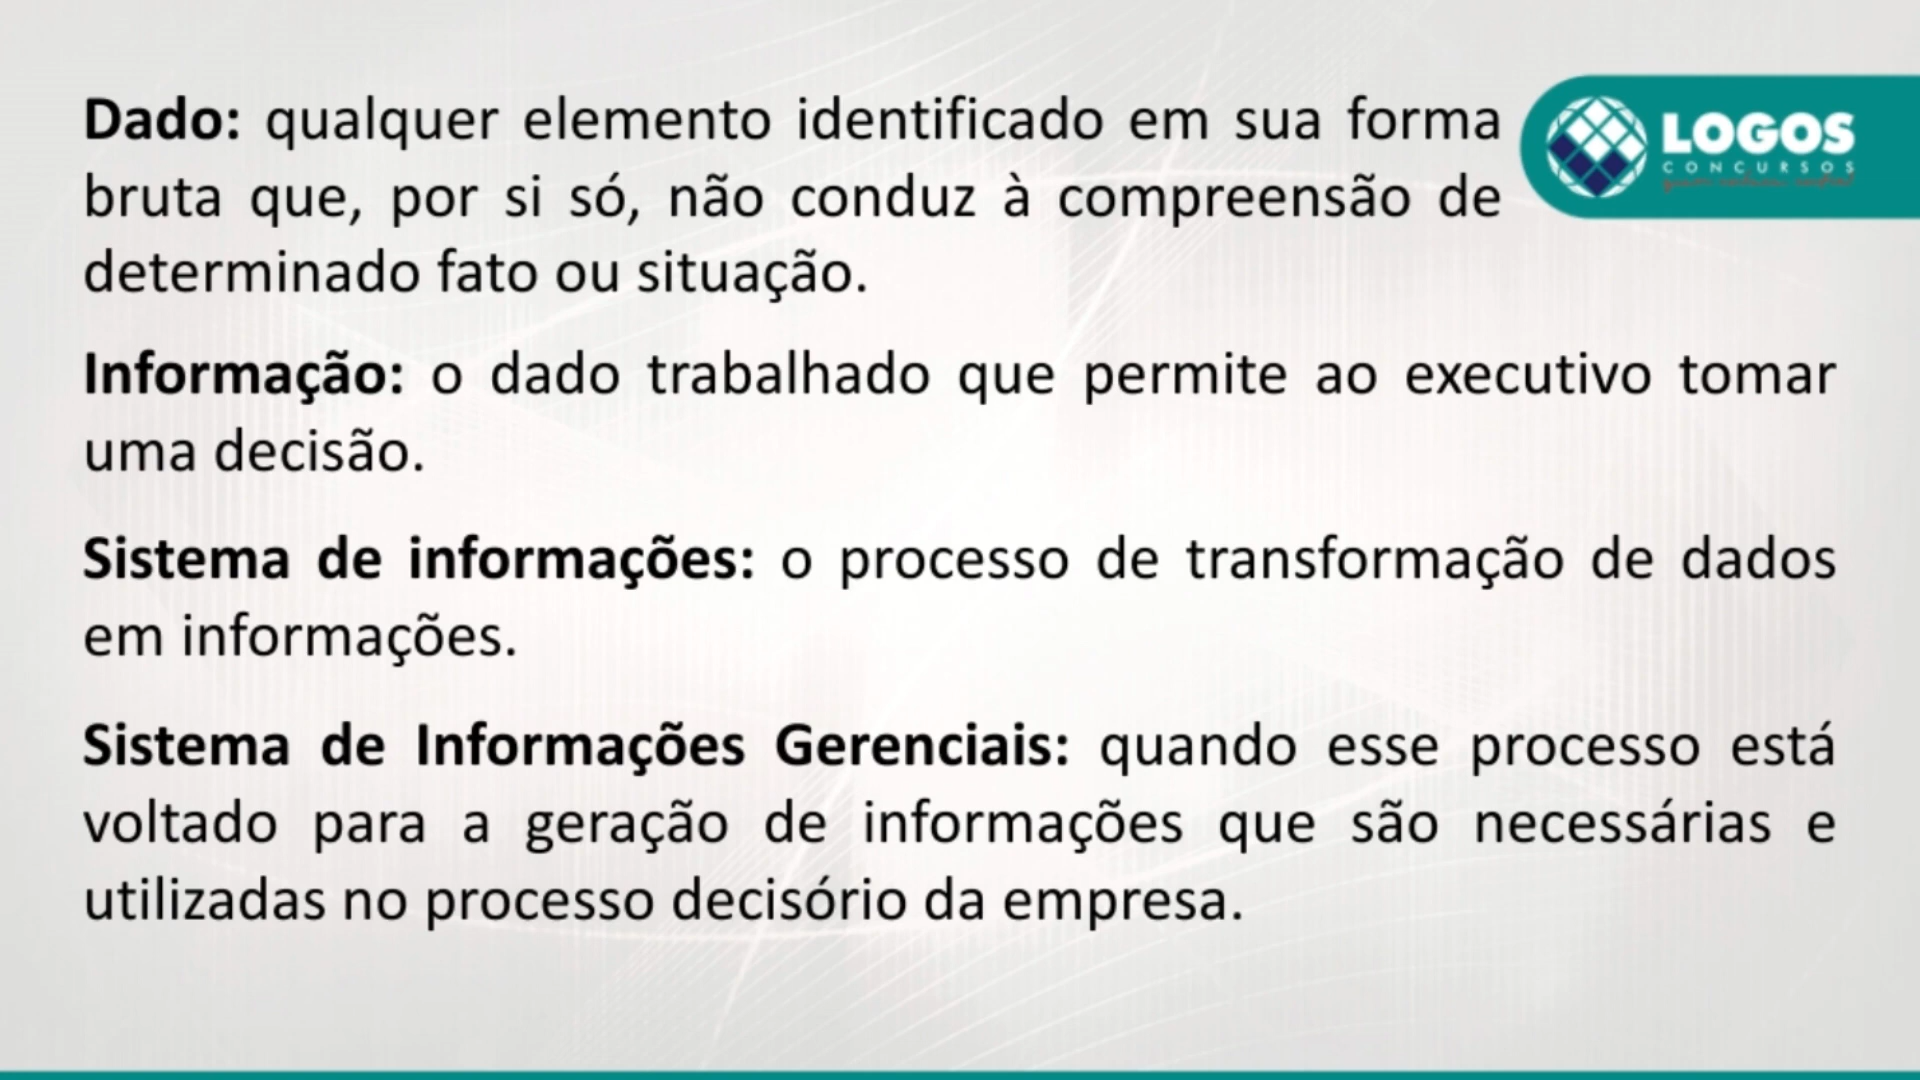 Dado: qualquer elemento identificado em sua forma
bruta que, por si só, não conduz à compreensão de
determinado fato ou situação.
LOGOS
CONCURSOS
Informação: o dado trabalhado que permite ao executivo tomar
uma decisão.
Sistema de informações: o processo de transformação de dados
em informações.
Sistema de Informações Gerenciais: quando esse processo está
voltado para a geração de informações que são necessárias e
utilizadas no processo decisório da empresa.